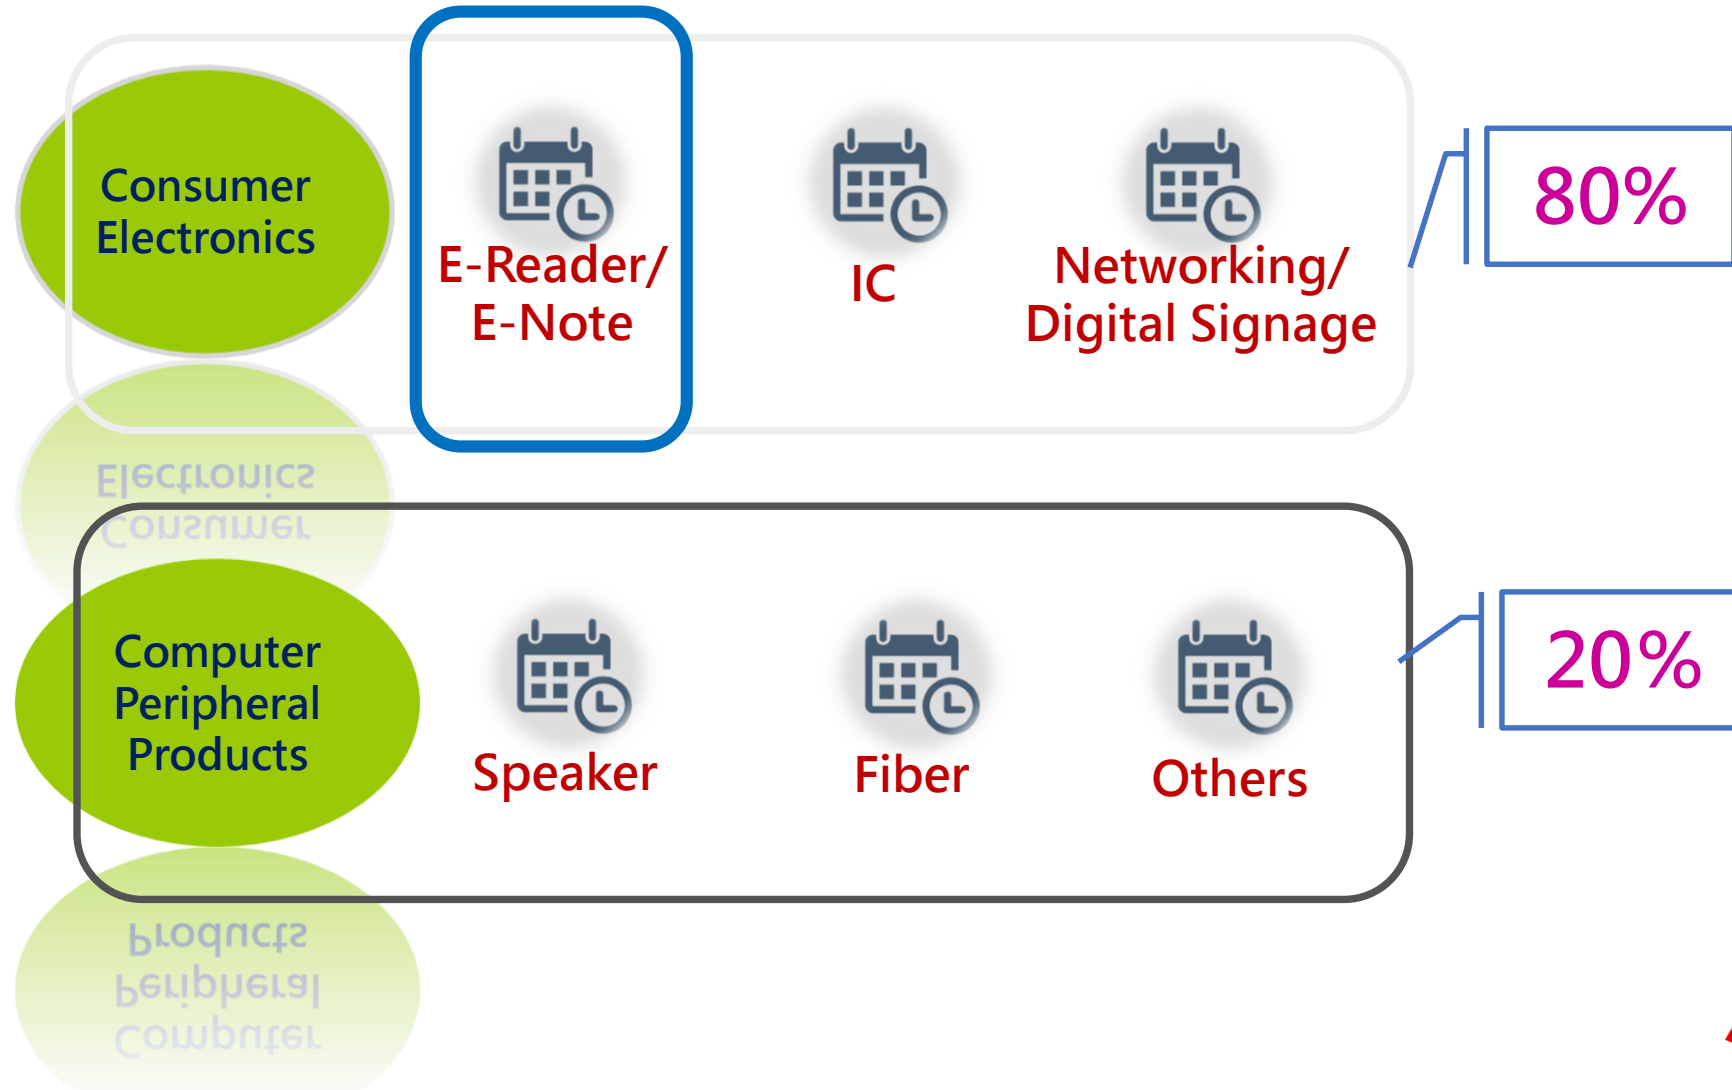 Consumer
Electronics
E-Reader/
E-Note
IC
Networking/
Digital Signage
80%
Computer
Peripheral
Products
Speaker
Fiber
Others
20%